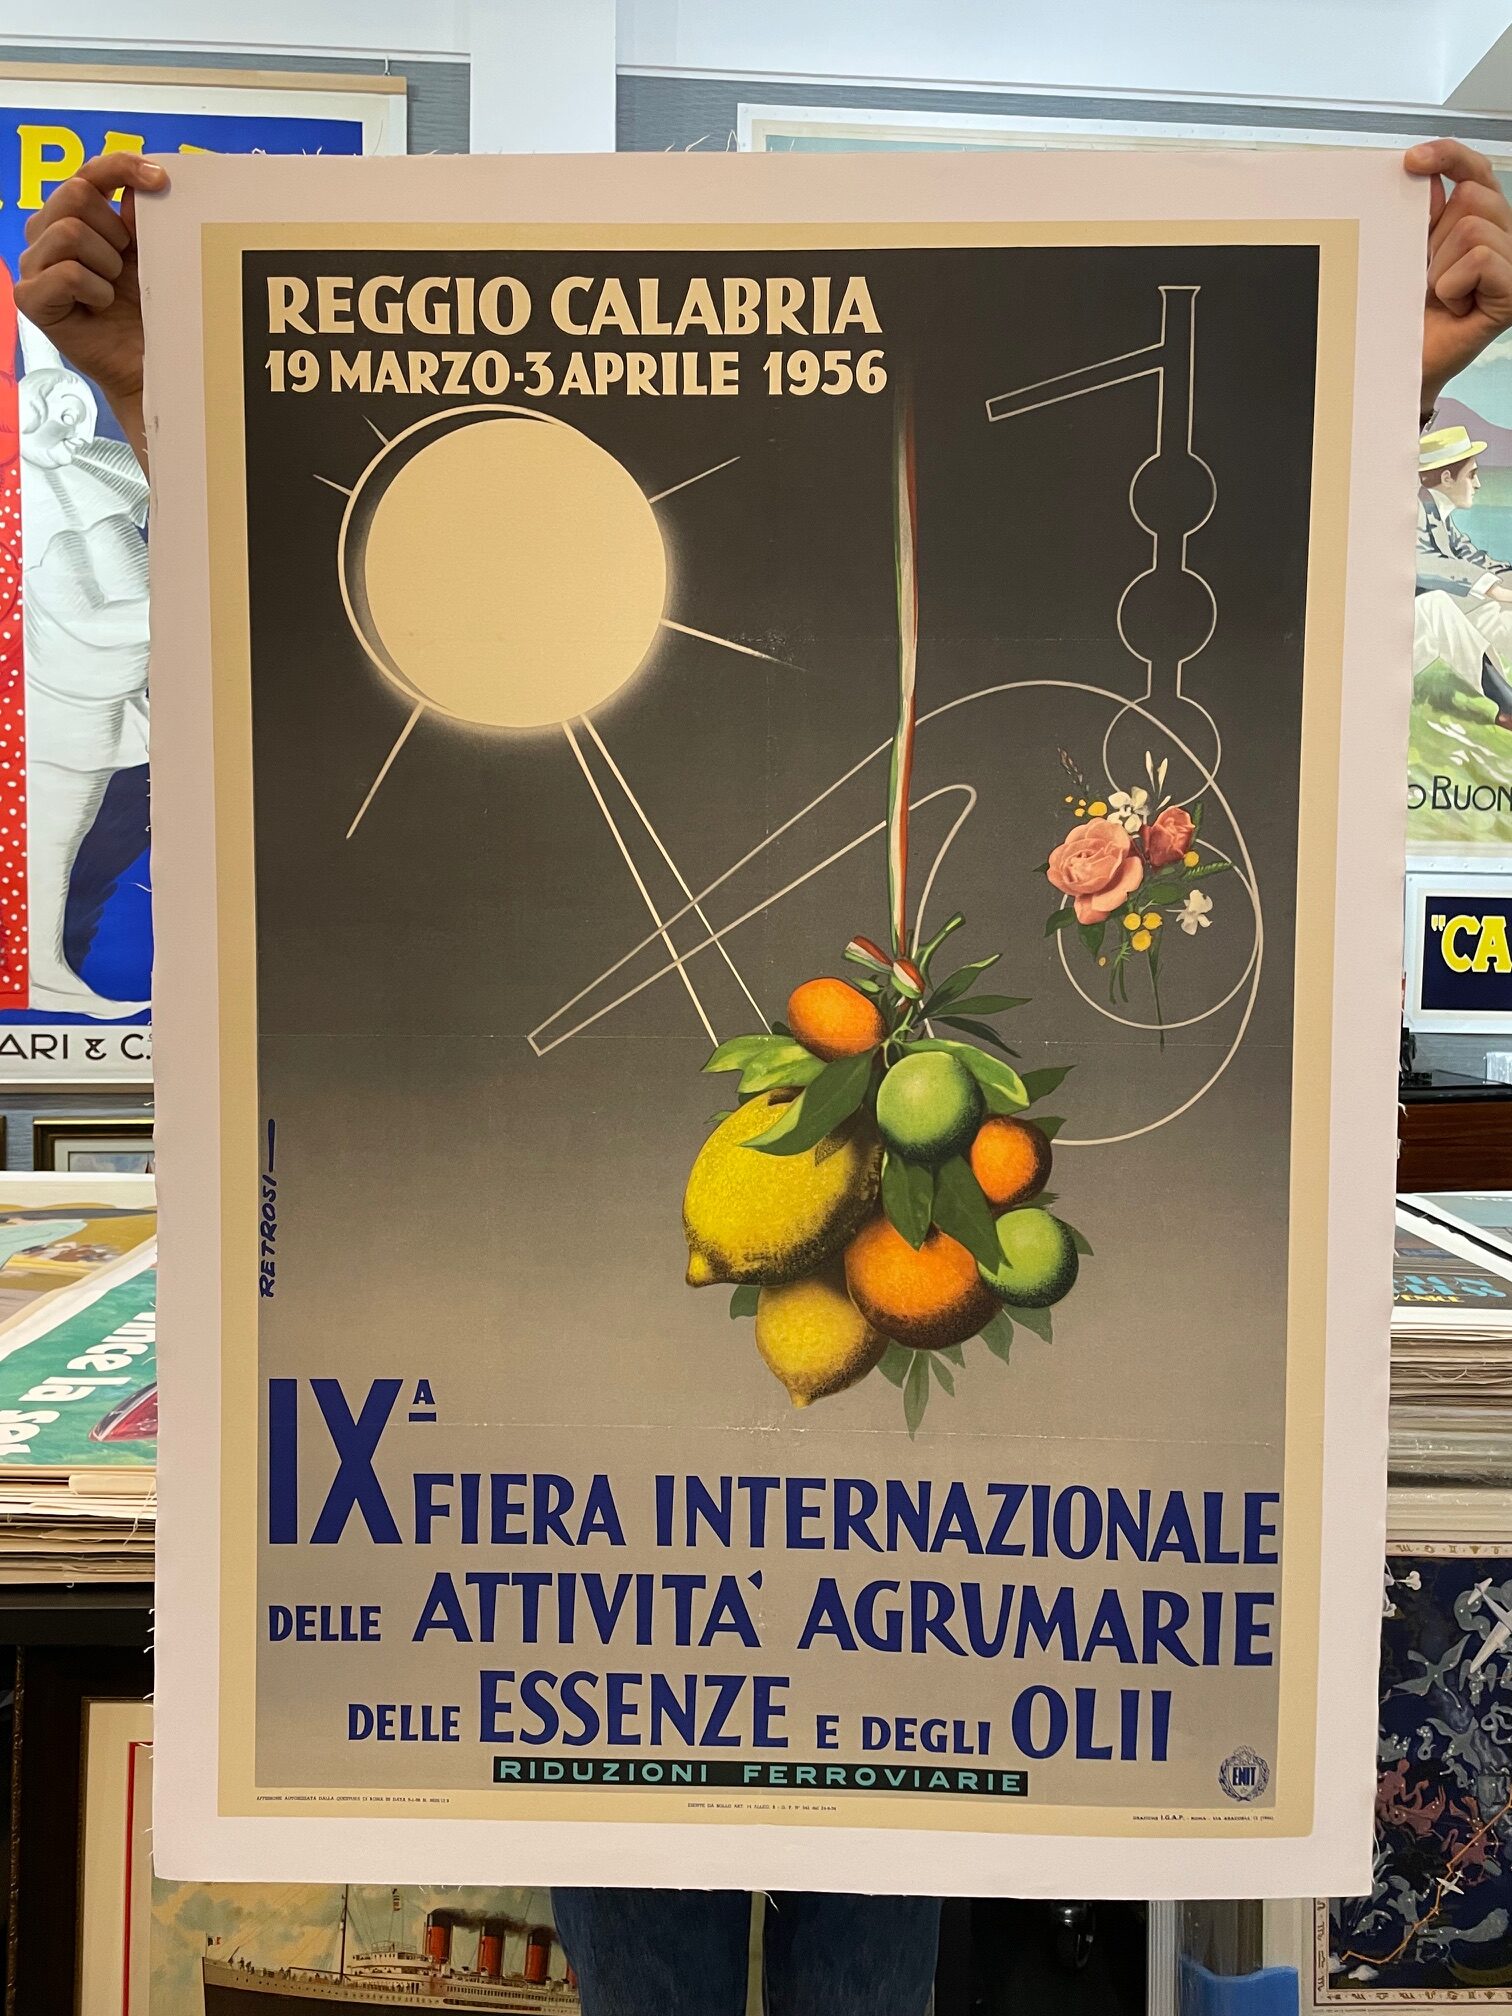 REGGIO CALABRIA
19 MARZO-3 APRILE 1956
RETROSI
IXA FIERA INTERNAZIONALE
DELLE ATTIVITA' AGRUMARIE
DELLE ESSENZE E DEGLI OLII
RIDUZIONI FERROVIARIE
ENIT
ARI & C.
"CA